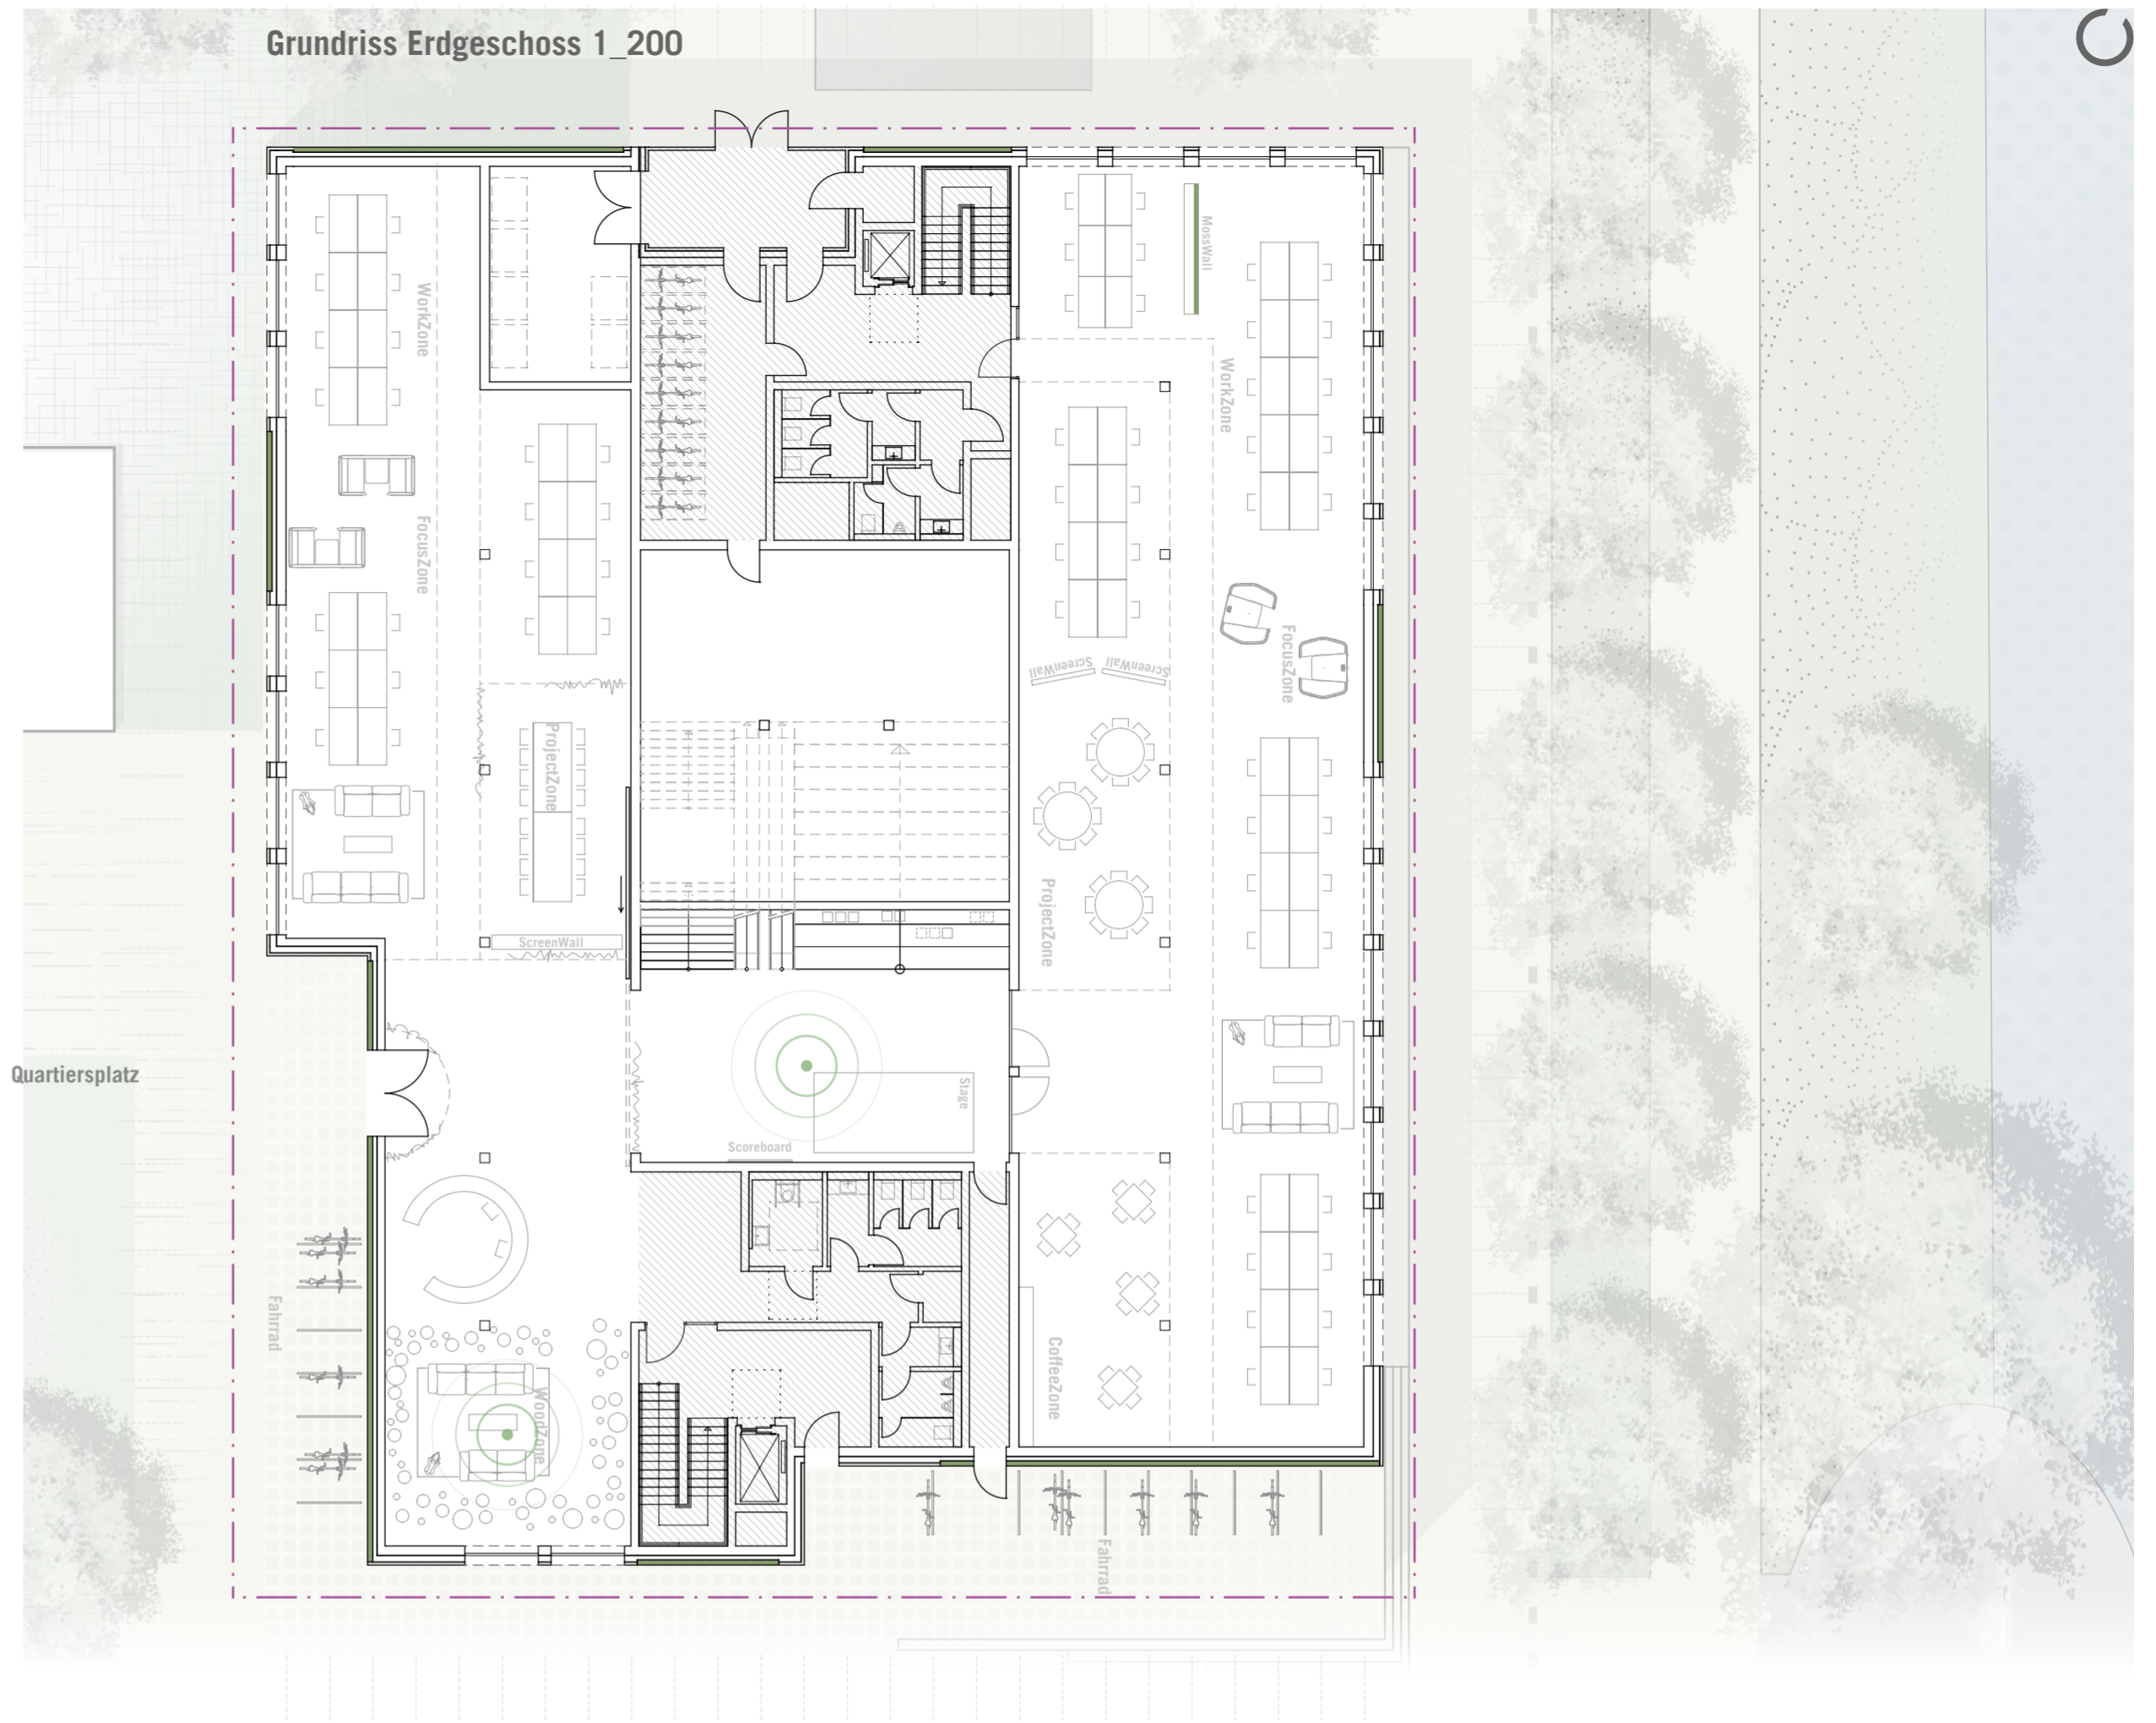 Grundriss Erdgeschoss 1_200
MossWall
WorkZone
WorkZone
FocusZone
FocusZone
ScreenWall
ScreenWall
ProjectZone
ProjectZone
ScreenWall
Quartiersplatz
Stage
Scoreboard
Fahrrad
CoffeeZone
WoodZone
Fahrrad